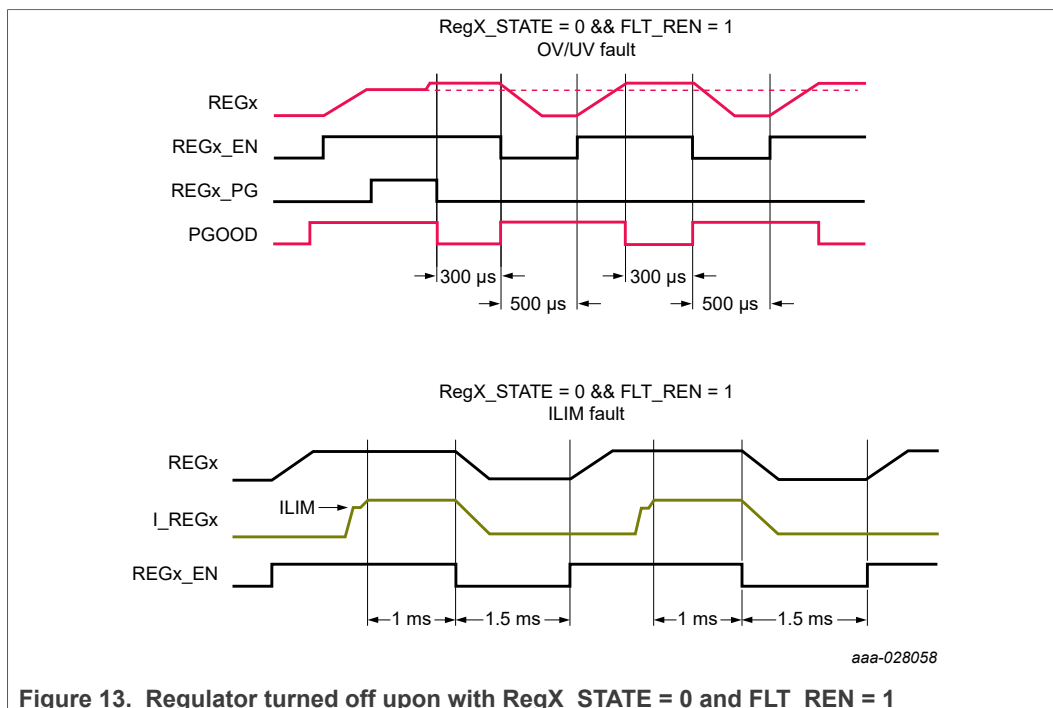 RegX_STATE = 0 && FLT_REN = 1
OV/UV fault
REGx
REGx_EN
REGx_PG
PGOOD
300 µs
300 µs
500 µs
500 µs
RegX_STATE = 0 && FLT_REN = 1
ILIM fault
REGx
ILIM
I_REGx
REGx_EN
1 ms
1.5 ms
1 ms
1.5 ms
aaa-028058
Figure 13. Regulator turned off upon with RegX_STATE = 0 and FLT_REN = 1